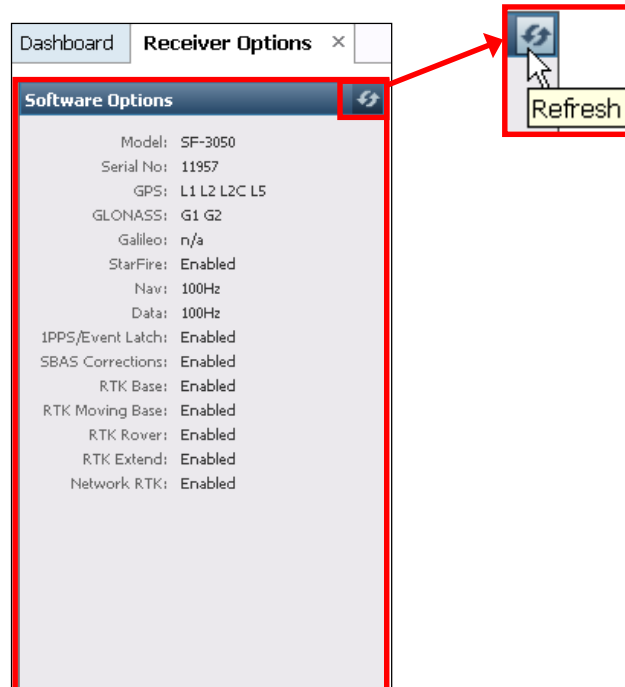 Dashboard
Receiver Options ×
Software Options
Model: SF-3050
Serial No: 11957
GPS: L1 L2 L2C L5
GLONASS: G1 G2
Galileo: n/a
StarFire: Enabled
Nav: 100Hz
Data: 100Hz
1PPS/Event Latch: Enabled
SBAS Corrections: Enabled
RTK Base: Enabled
RTK Moving Base: Enabled
RTK Rover: Enabled
RTK Extend: Enabled
Network RTK: Enabled
Refresh